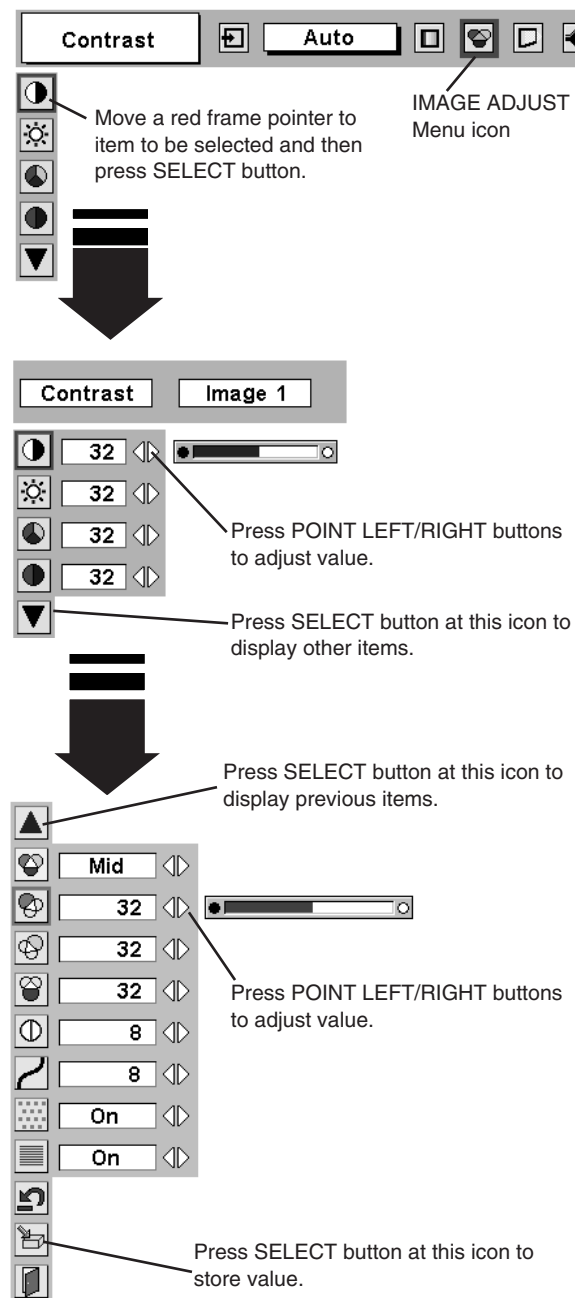 Contrast
Auto
Move a red frame pointer to
item to be selected and then
press SELECT button.
IMAGE ADJUST
Menu icon
Contrast
Image 1
32
32
32
32
Press POINT LEFT/RIGHT buttons
to adjust value.
Press SELECT button at this icon to
display other items.
Press SELECT button at this icon to
display previous items.
Mid
32
32
32
8
8
On
On
Press POINT LEFT/RIGHT buttons
to adjust value.
Press SELECT button at this icon to
store value.